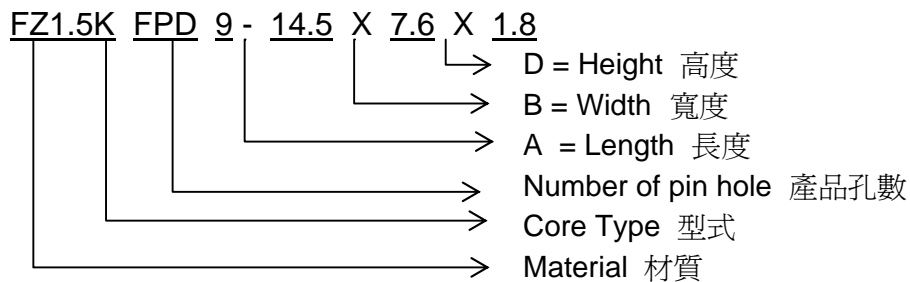 FZ1.5K FPD 9 - 14.5 X 7.6 X 1.8
D = Height 高度
B = Width 寬度
A = Length 長度
Number of pin hole 產品孔數
Core Type 型式
Material 材質